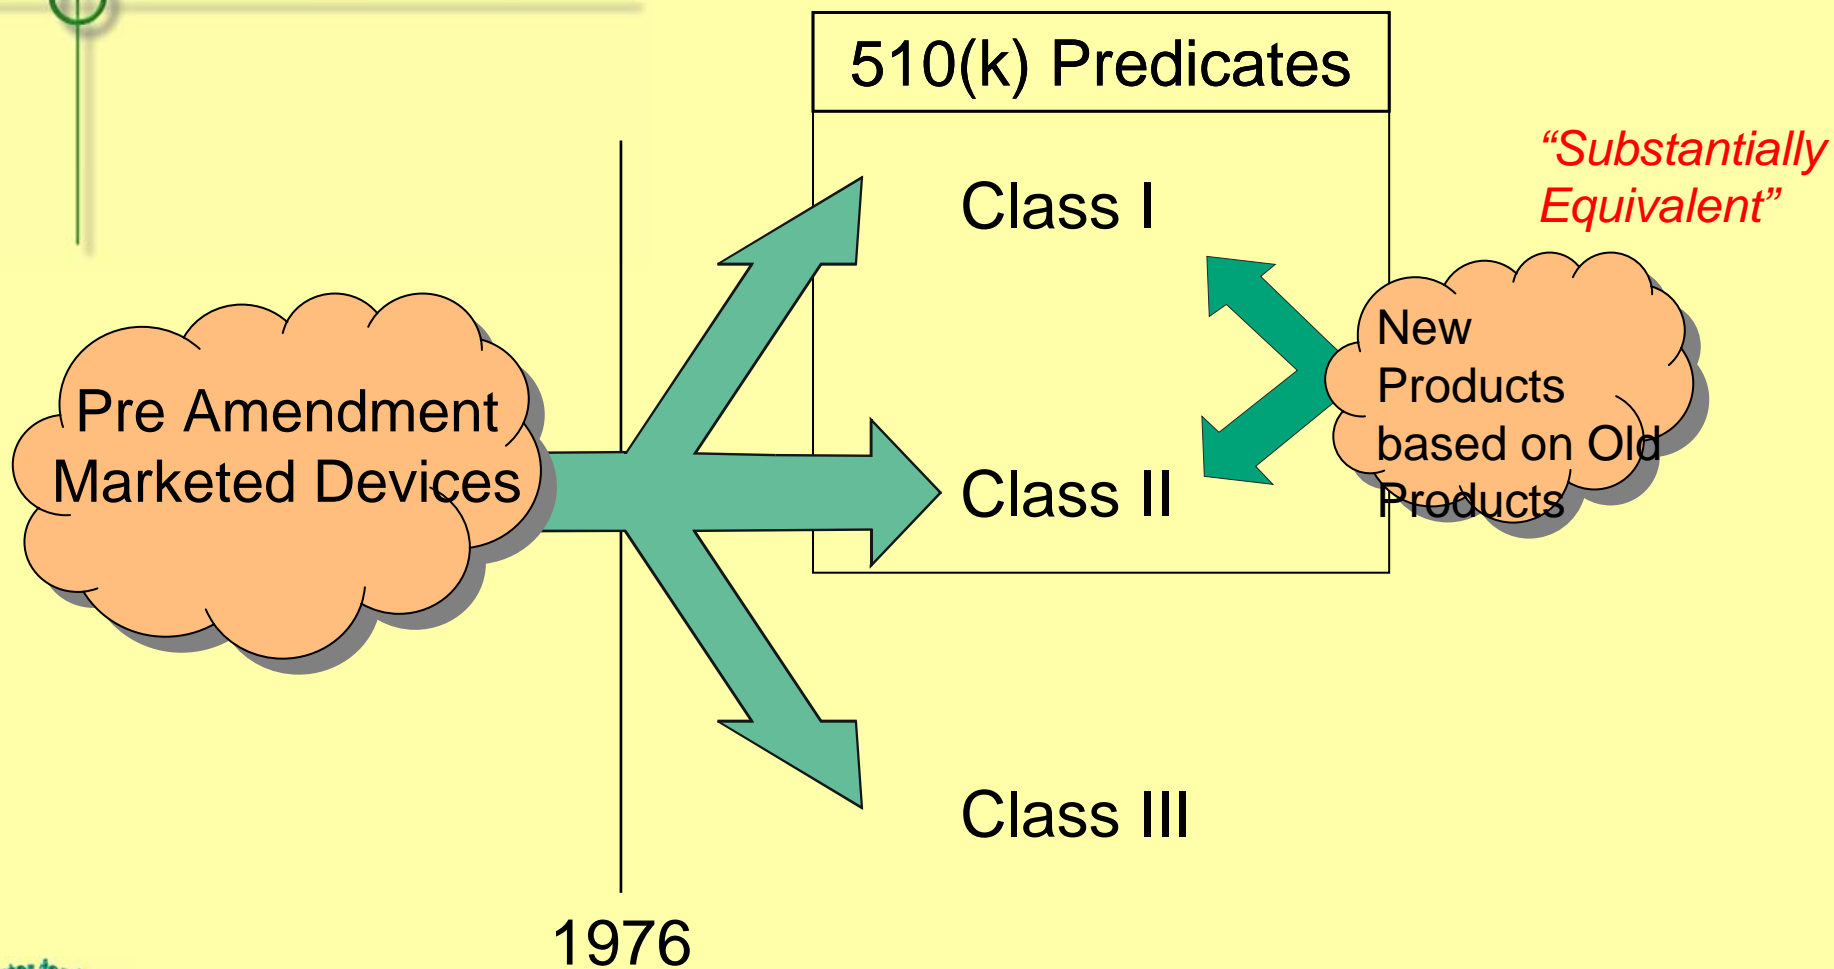 510(k) Predicates
“Substantially
Equivalent”
Class I
New
Products
based on Old
Products
Pre Amendment
Marketed Devices
Class II
Class III
1976